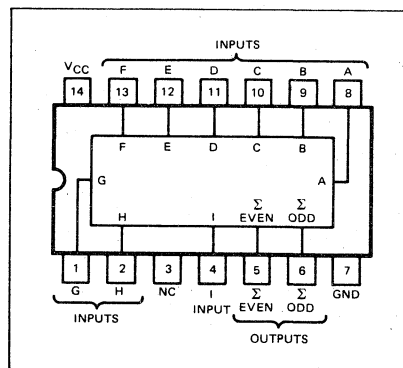 INPUTS
VCC F E D C B A
14 13 12 11 10 9 8
F E D C B
G A
H I Σ EVEN Σ ODD
1 2 3 4 5 6 7
G H NC I INPUT Σ EVEN Σ ODD GND
INPUTS OUTPUTS